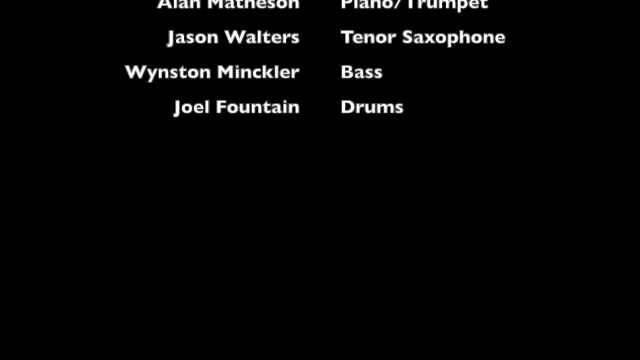 Alan Matheson Piano/Trumpet
Jason Walters Tenor Saxophone
Wynston Minckler Bass
Joel Fountain Drums